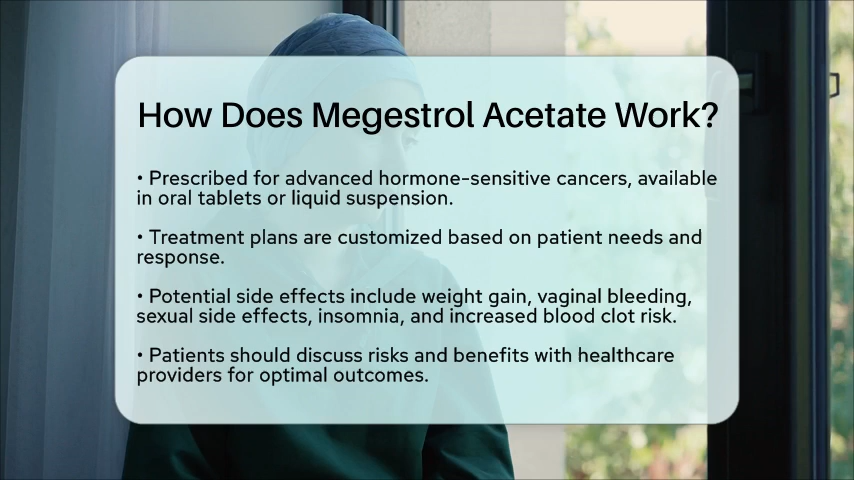 How Does Megestrol Acetate Work?
• Prescribed for advanced hormone-sensitive cancers, available
in oral tablets or liquid suspension.
• Treatment plans are customized based on patient needs and
response.
• Potential side effects include weight gain, vaginal bleeding,
sexual side effects, insomnia, and increased blood clot risk.
• Patients should discuss risks and benefits with healthcare
providers for optimal outcomes.